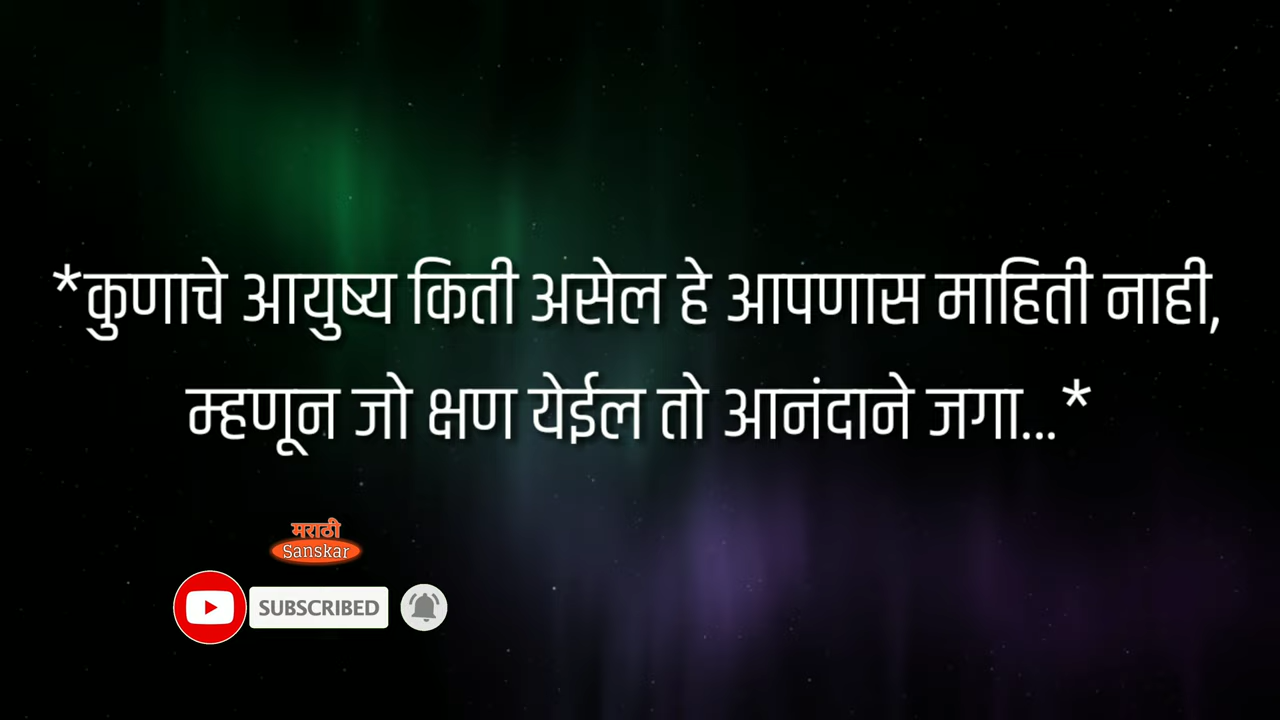 *कुणाचे आयुष्य किती असेल हे आपणास माहिती नाही,
म्हणून जो क्षण येईल तो आनंदाने जगा...*
मराठी
Sanskar
SUBSCRIBED